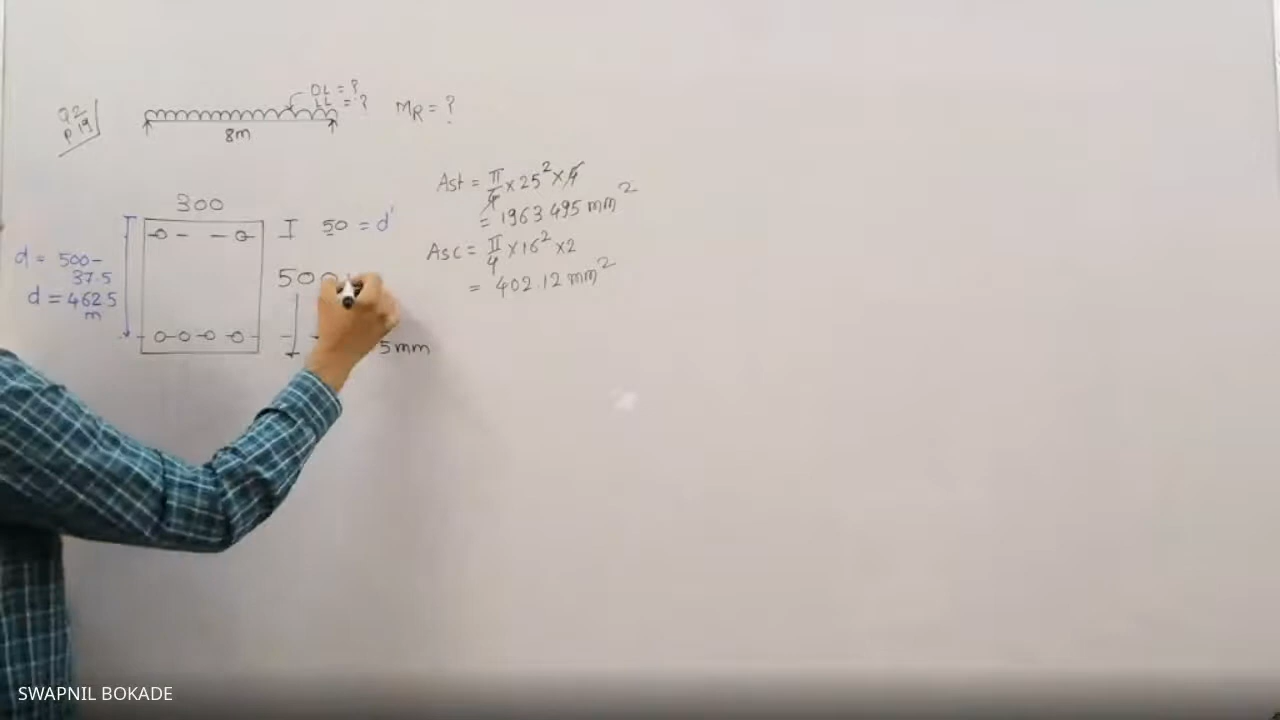 Q2
P 19
DL = ?
LL = ?
8m
MR = ?
300
50 = d'
d = 500-
37.5
d = 462.5
m
500
5mm
Ast = π/4 × 25² × 4
= 1963.495 mm²
Asc = π/4 × 16² × 2
= 402.12 mm²
SWAPNIL BOKADE